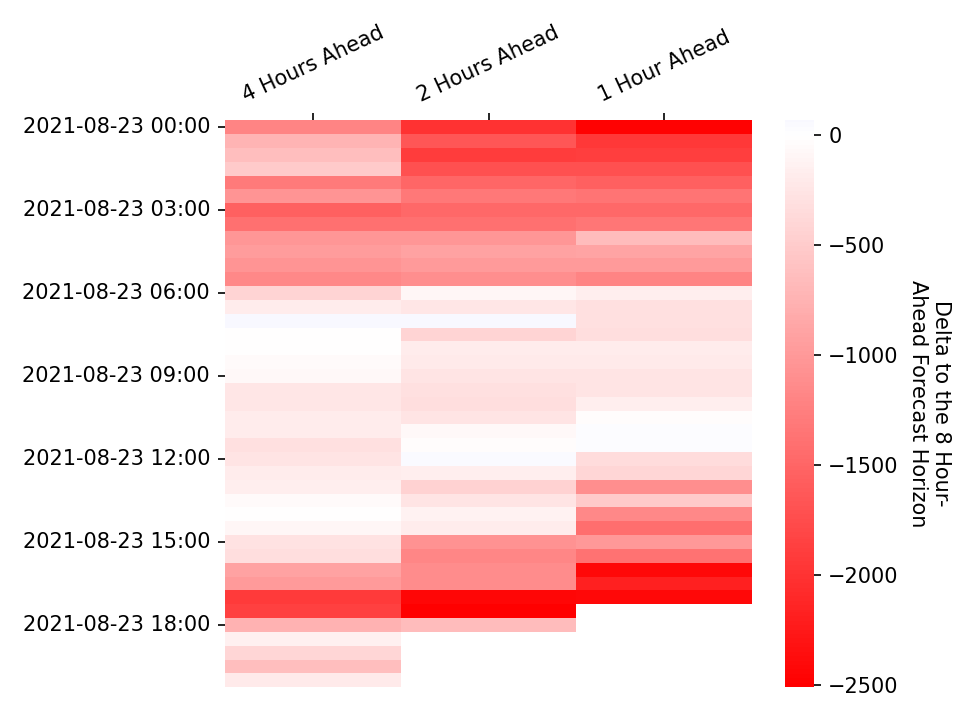 4 Hours Ahead
2 Hours Ahead
1 Hour Ahead
2021-08-23 00:00
2021-08-23 03:00
2021-08-23 06:00
2021-08-23 09:00
2021-08-23 12:00
2021-08-23 15:00
2021-08-23 18:00
0
−500
−1000
−1500
−2000
−2500
Delta to the 8 Hour-
Ahead Forecast Horizon